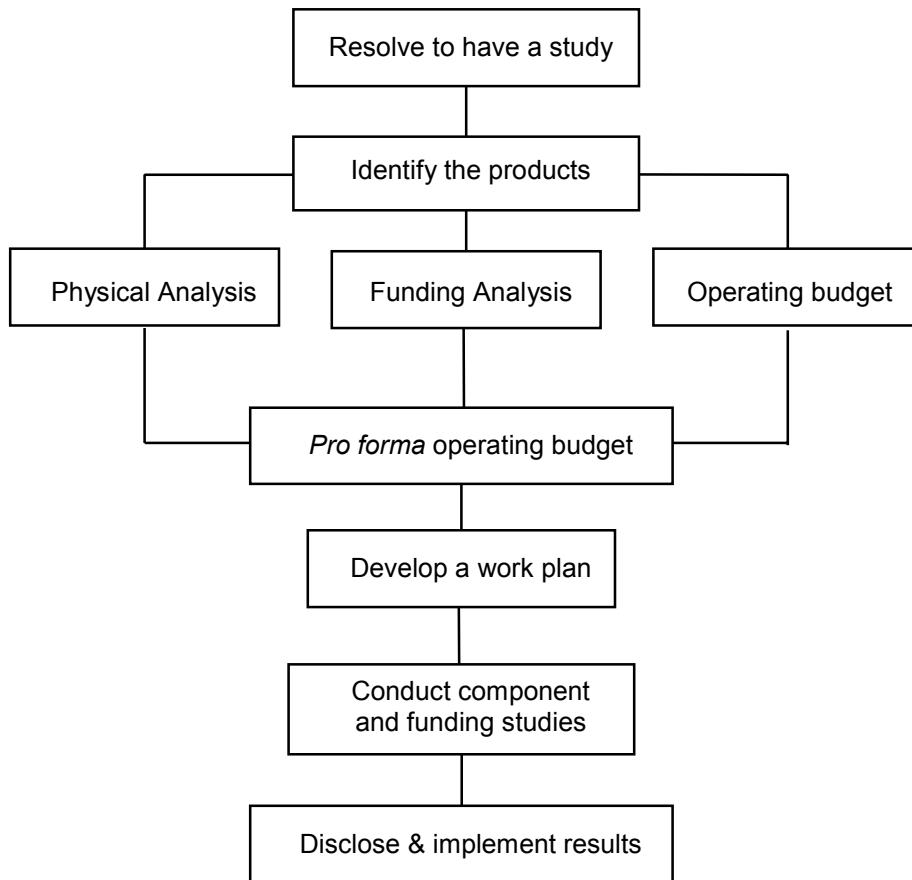 Resolve to have a study
Identify the products
Physical Analysis
Funding Analysis
Operating budget
Pro forma operating budget
Develop a work plan
Conduct component
and funding studies
Disclose & implement results